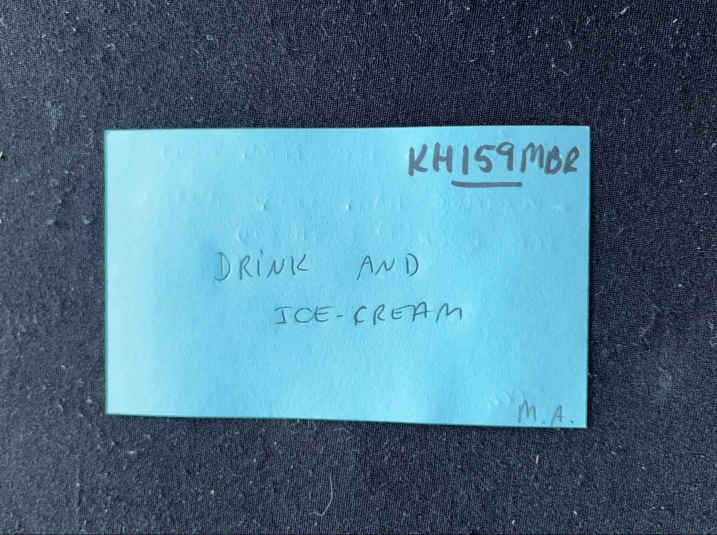 KH159MBR
DRINK AND
ICE-CREAM
M.A.